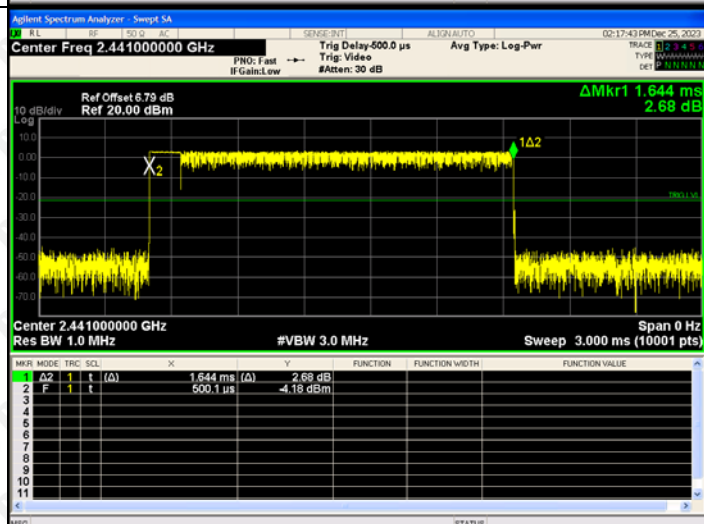 Agilent Spectrum Analyzer - Swept SA
RL RF 50 Ω AC SENSE:INT ALIGN AUTO 02:17:43 PM Dec 25, 2023
Center Freq 2.441000000 GHz
PNO: Fast
IFGain:Low
Trig Delay-500.0 µs
Trig: Video
#Atten: 30 dB
Avg Type: Log-Pwr
TRACE 1 2 3 4 5 6
TYPE
DET P N N N N N
ΔMkr1 1.644 ms
2.68 dB
Ref Offset 6.79 dB
10 dB/div Ref 20.00 dBm
Log
10.0
0.00
-10.0
-20.0
-30.0
-40.0
-50.0
-60.0
-70.0
1Δ2
X2
TRIG LVL
Center 2.441000000 GHz Span 0 Hz
Res BW 1.0 MHz #VBW 3.0 MHz Sweep 3.000 ms (10001 pts)
MKR MODE TRC SCL X Y FUNCTION FUNCTION WIDTH FUNCTION VALUE
1 Δ2 1 t (Δ) 1.644 ms (Δ) 2.68 dB
2 F 1 t 500.1 µs -4.18 dBm
3
4
5
6
7
8
9
10
11
MSG STATUS